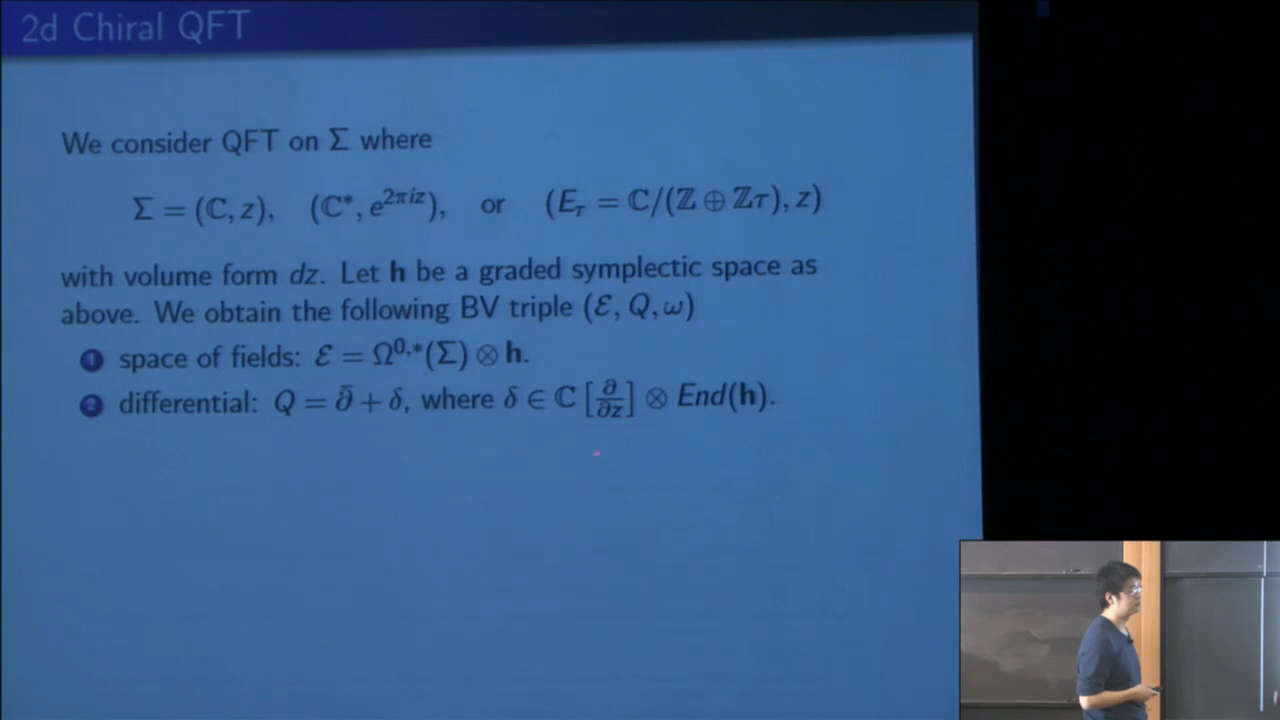 2d Chiral QFT
We consider QFT on Σ where
Σ = (ℂ, z), (ℂ*, e^{2πiz}), or (E_τ = ℂ/(ℤ ⊕ ℤτ), z)
with volume form dz. Let h be a graded symplectic space as
above. We obtain the following BV triple (ℰ, Q, ω)
1 space of fields: ℰ = Ω^{0,*}(Σ) ⊗ h.
2 differential: Q = ∂̄ + δ, where δ ∈ ℂ [∂/∂z] ⊗ End(h).